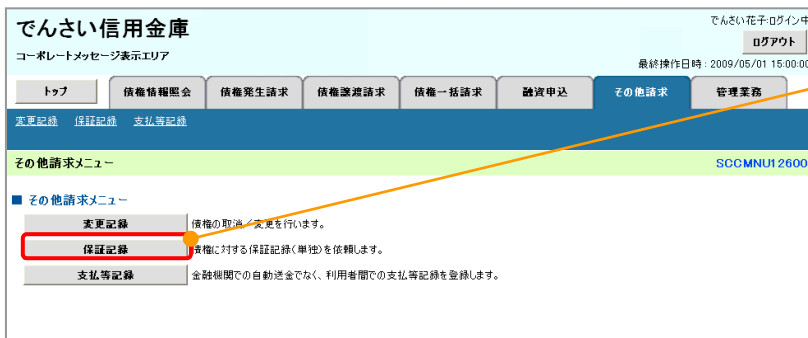 でんさい信用金庫
でんさい花子:ログイン中
コーポレートメッセージ表示エリア
ログアウト
最終操作日時：2009/05/01 15:00:00
トップ 債権情報照会 債権発生請求 債権譲渡請求 債権一括請求 融資申込 その他請求 管理業務
変更記録 保証記録 支払等記録
その他請求メニュー SCCMNU12600
■ その他請求メニュー
変更記録 債権の取消／変更を行います。
保証記録 債権に対する保証記録(単独)を依頼します。
支払等記録 金融機関での自動送金でなく、利用者間での支払等記録を登録します。